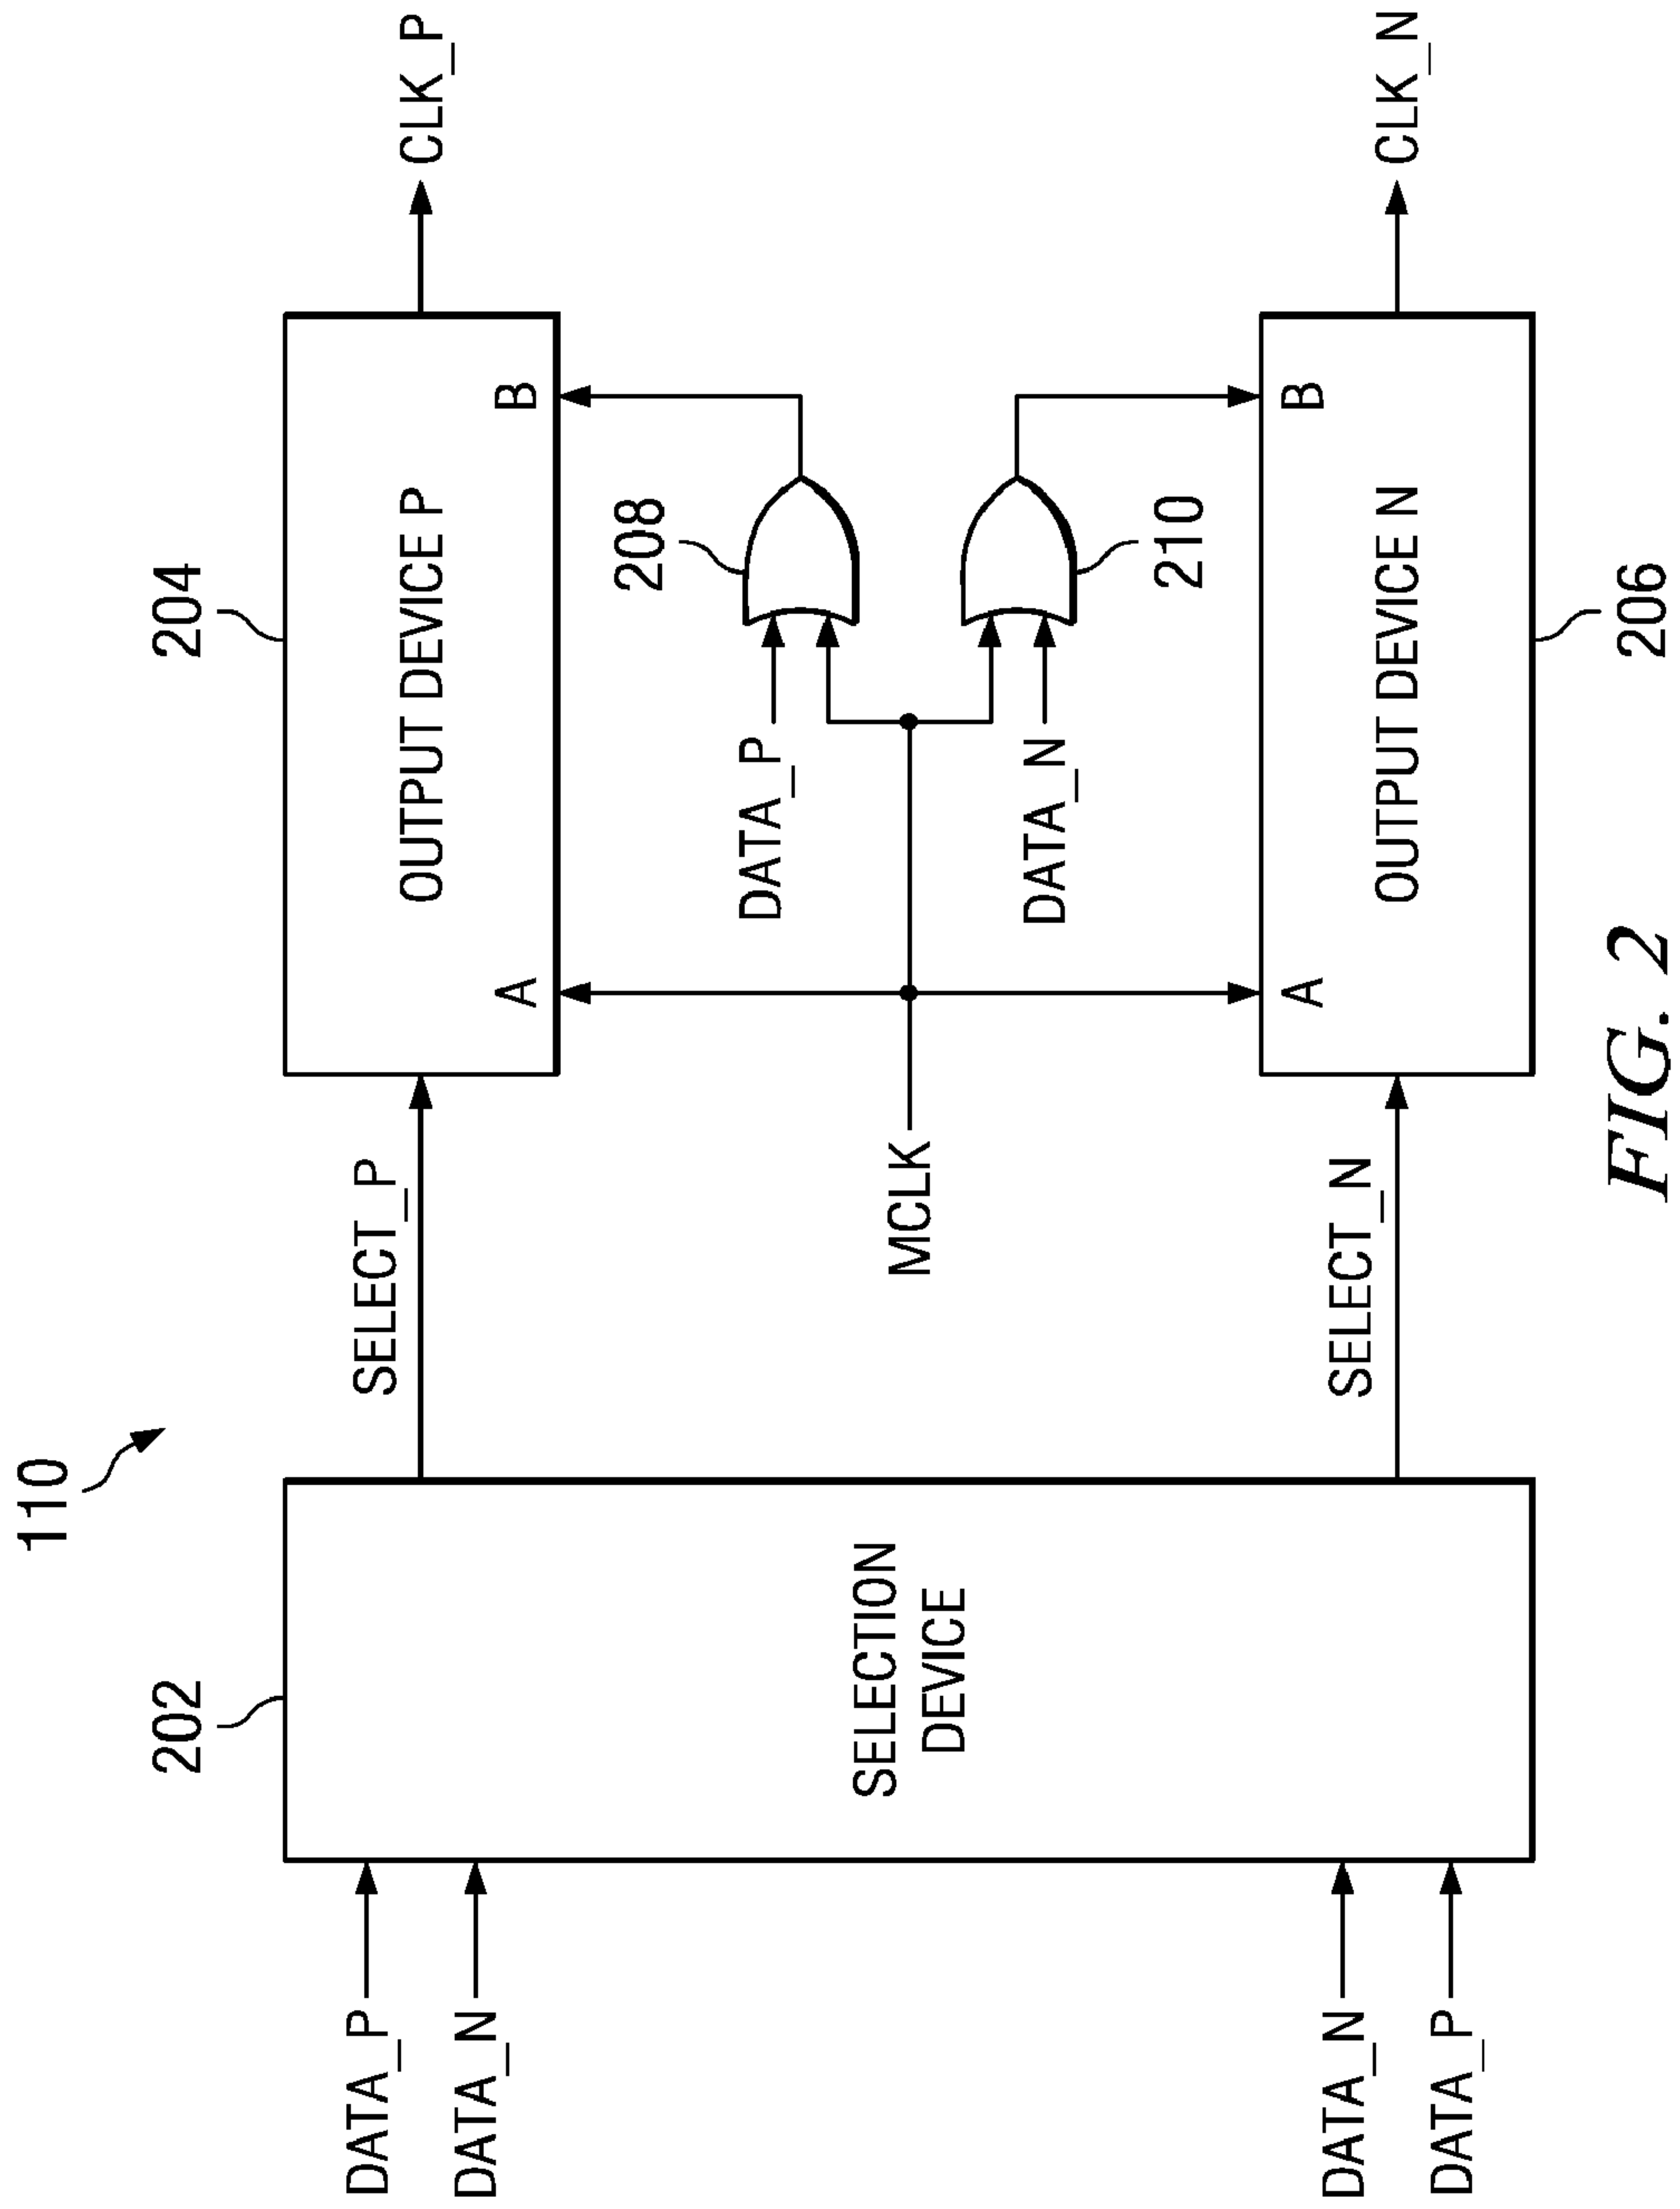 110
202
204
DATA_P
DATA_N
DATA_N
DATA_P
SELECTION
DEVICE
SELECT_P
SELECT_N
MCLK
OUTPUT DEVICE P
A
B
DATA_P
208
DATA_N
210
A
B
OUTPUT DEVICE N
206
CLK_P
CLK_N
FIG. 2